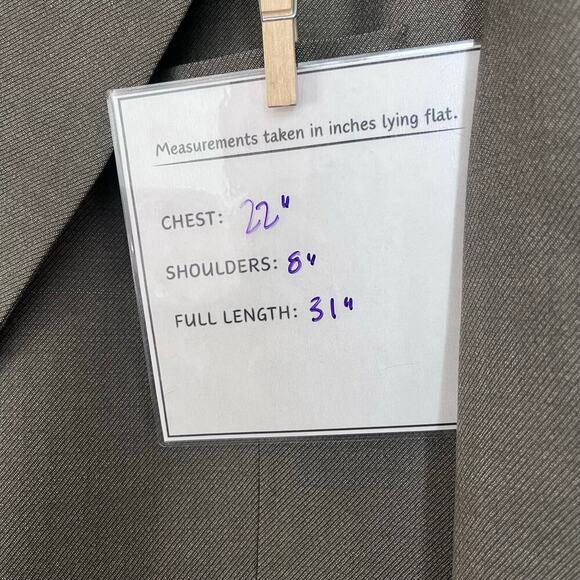 Measurements taken in inches lying flat.
CHEST: 22"
SHOULDERS: 8"
FULL LENGTH: 31"